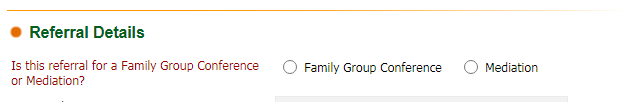 Referral Details
Is this referral for a Family Group Conference
or Mediation?
Family Group Conference
Mediation